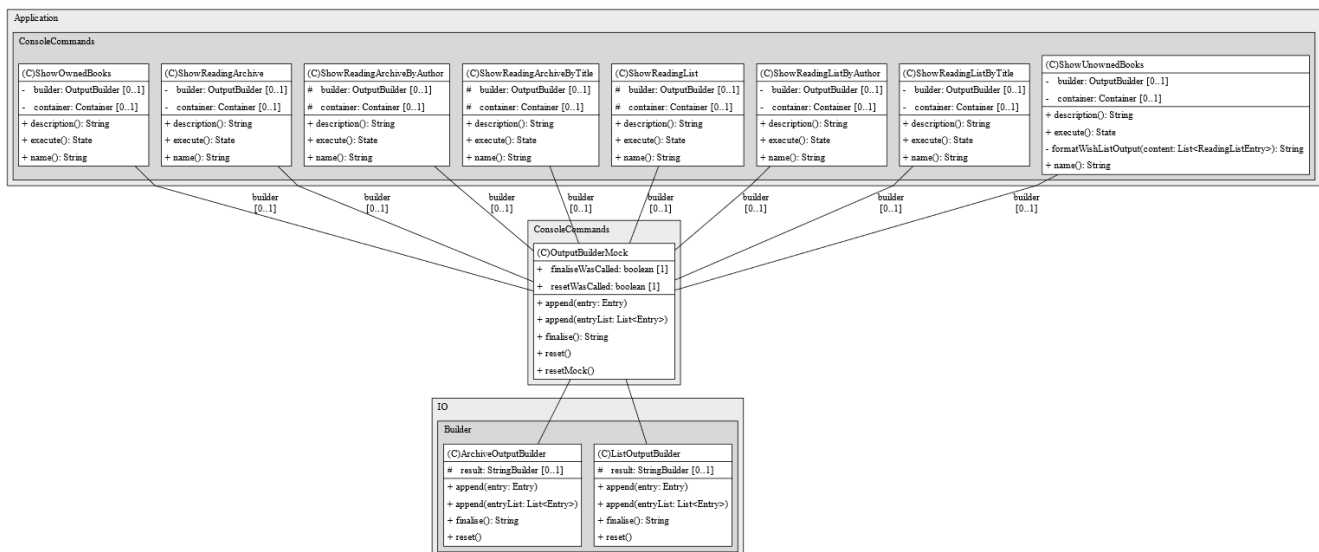 Application
ConsoleCommands
(C)ShowOwnedBooks
- builder: OutputBuilder [0..1]
- container: Container [0..1]
+ description(): String
+ execute(): State
+ name(): String
(C)ShowReadingArchive
- builder: OutputBuilder [0..1]
- container: Container [0..1]
+ description(): String
+ execute(): State
+ name(): String
(C)ShowReadingArchiveByAuthor
# builder: OutputBuilder [0..1]
# container: Container [0..1]
+ description(): String
+ execute(): State
+ name(): String
(C)ShowReadingArchiveByTitle
# builder: OutputBuilder [0..1]
# container: Container [0..1]
+ description(): String
+ execute(): State
+ name(): String
(C)ShowReadingList
# builder: OutputBuilder [0..1]
# container: Container [0..1]
+ description(): String
+ execute(): State
+ name(): String
(C)ShowReadingListByAuthor
- builder: OutputBuilder [0..1]
- container: Container [0..1]
+ description(): String
+ execute(): State
+ name(): String
(C)ShowReadingListByTitle
- builder: OutputBuilder [0..1]
- container: Container [0..1]
+ description(): String
+ execute(): State
+ name(): String
(C)ShowUnownedBooks
- builder: OutputBuilder [0..1]
- container: Container [0..1]
+ description(): String
+ execute(): State
- formatWishListOutput(content: List<ReadingListEntry>): String
+ name(): String
builder
[0..1]
builder
[0..1]
builder
[0..1]
builder
[0..1]
builder
[0..1]
builder
[0..1]
builder
[0..1]
builder
[0..1]
ConsoleCommands
(C)OutputBuilderMock
+ finaliseWasCalled: boolean [1]
+ resetWasCalled: boolean [1]
+ append(entry: Entry)
+ append(entryList: List<Entry>)
+ finalise(): String
+ reset()
+ resetMock()
IO
Builder
(C)ArchiveOutputBuilder
# result: StringBuilder [0..1]
+ append(entry: Entry)
+ append(entryList: List<Entry>)
+ finalise(): String
+ reset()
(C)ListOutputBuilder
# result: StringBuilder [0..1]
+ append(entry: Entry)
+ append(entryList: List<Entry>)
+ finalise(): String
+ reset()